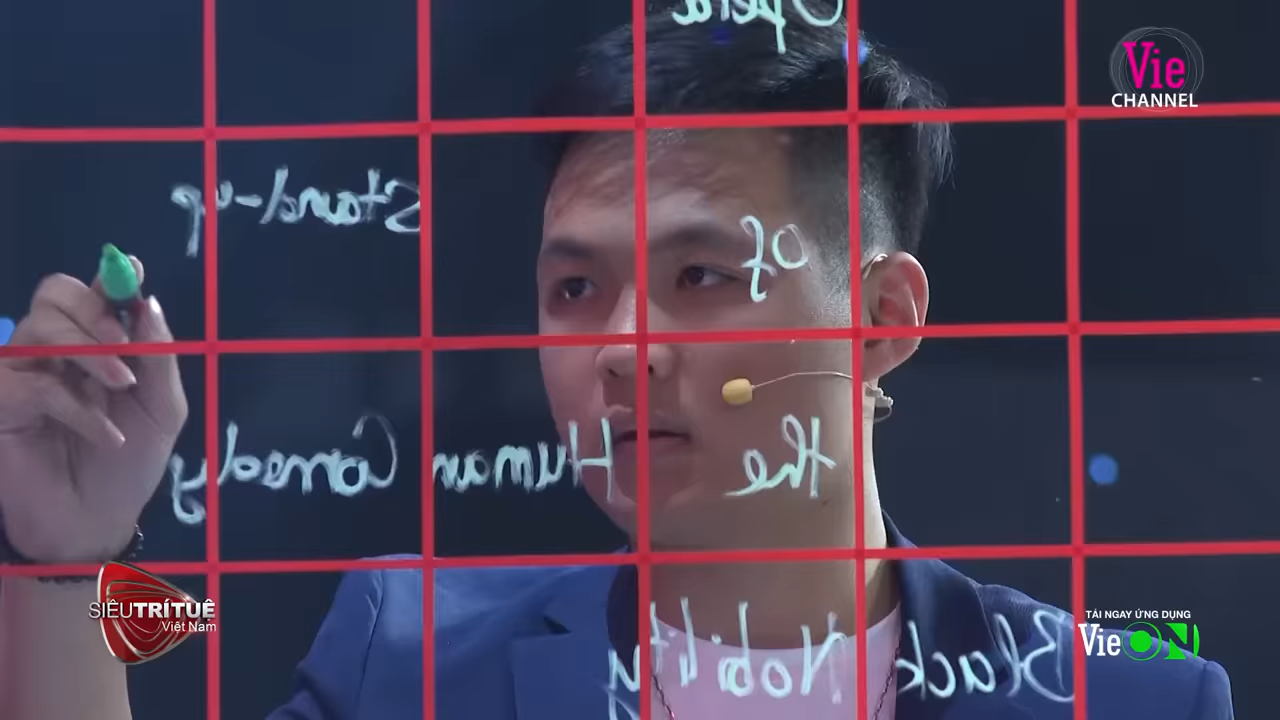 Opera
Vie
CHANNEL
Stand-up
of
the Human Comedy
Black Nobility
SIÊU TRÍ TUỆ
Việt Nam
TẢI NGAY ỨNG DỤNG
VieON